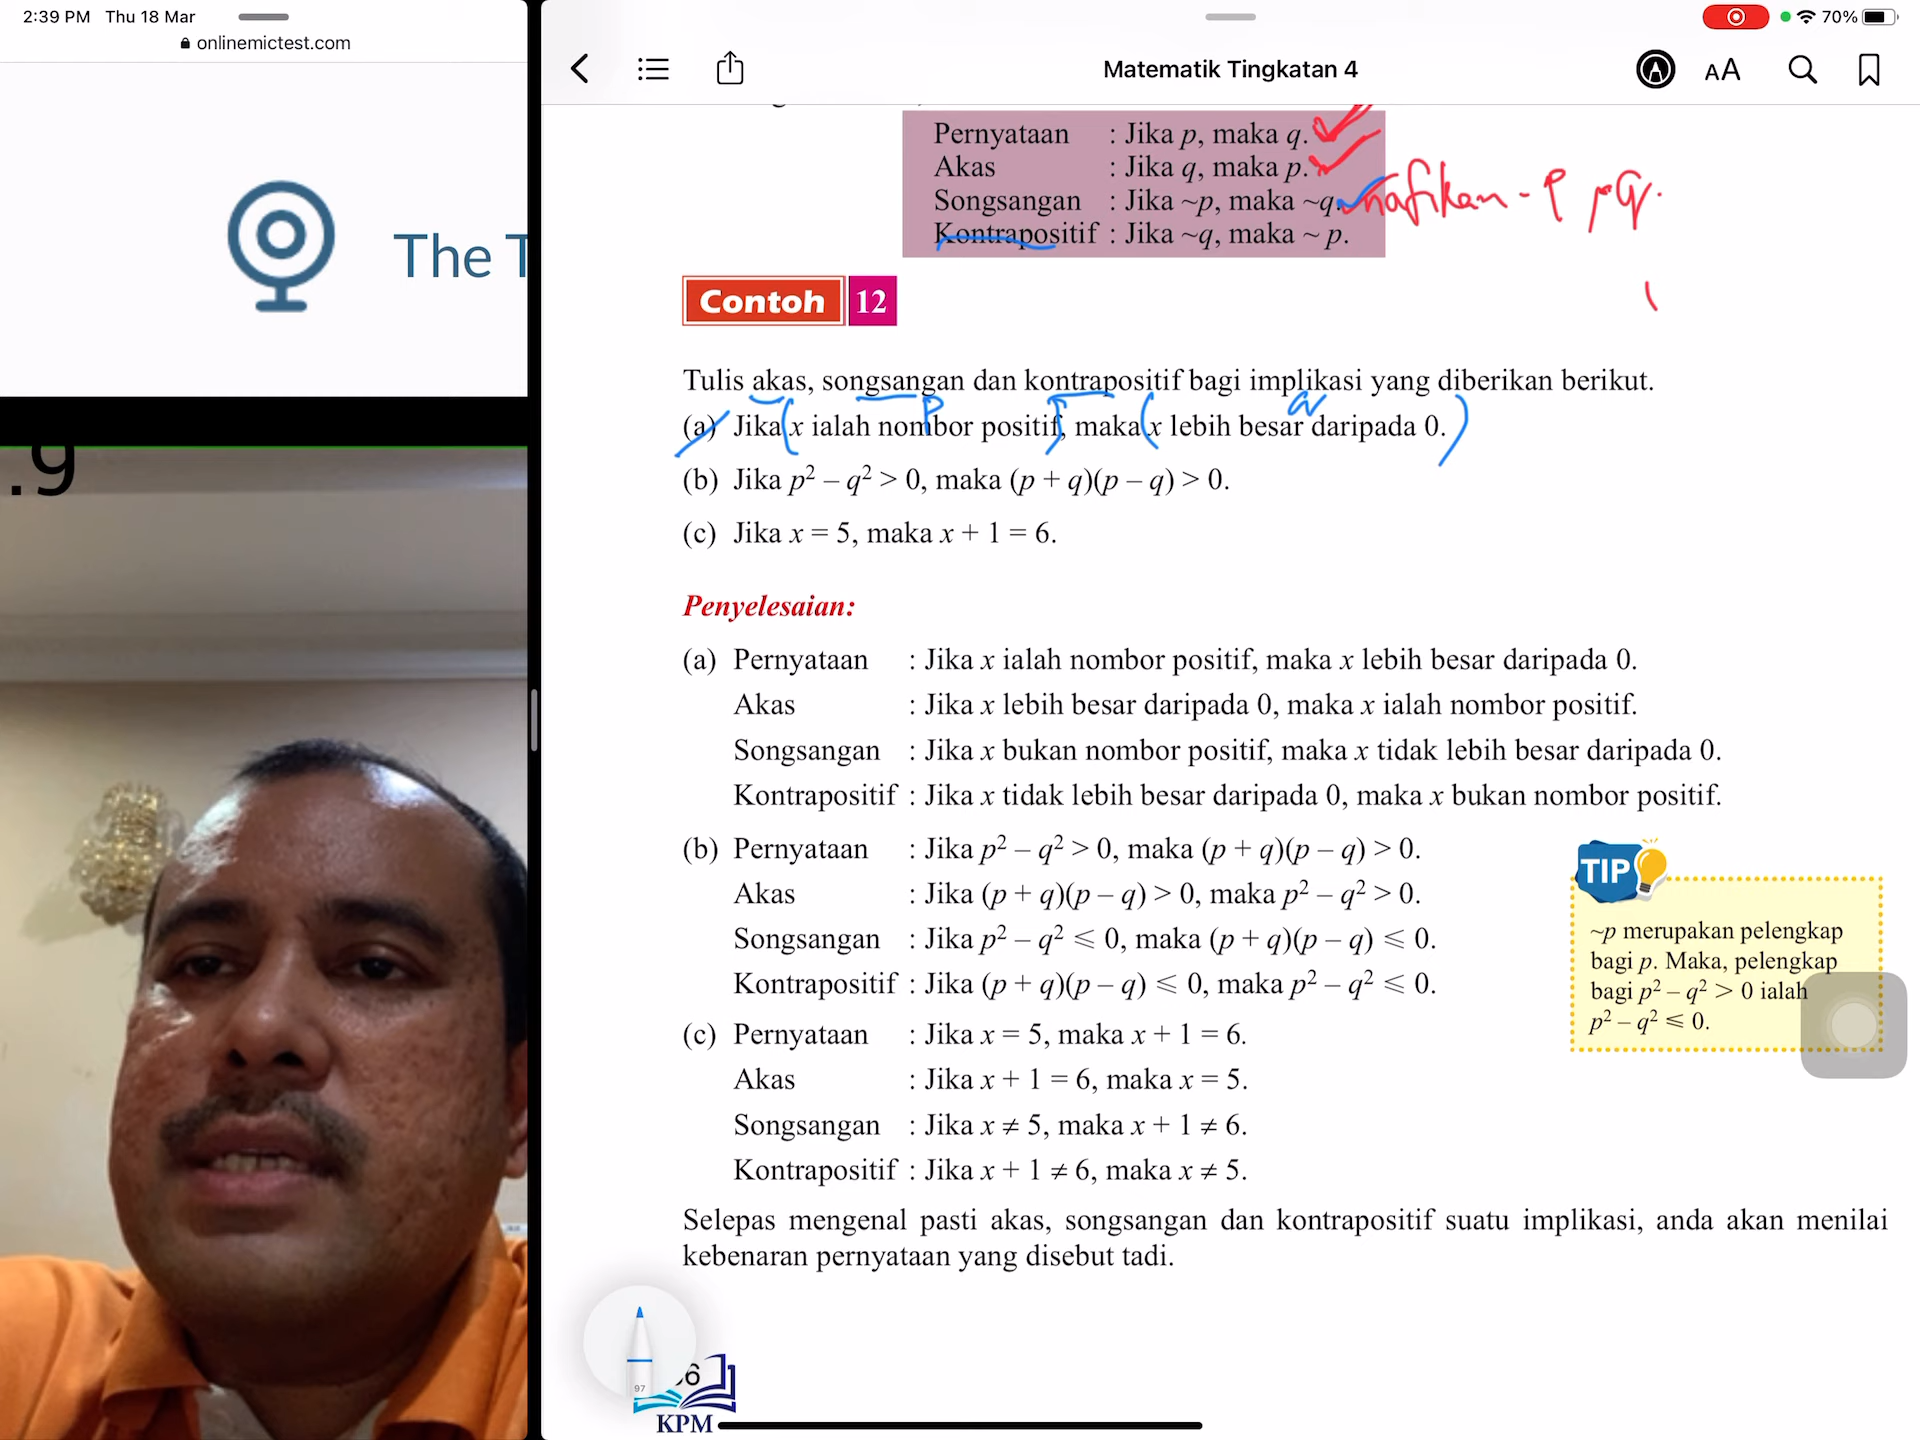 2:39 PM Thu 18 Mar
onlinemictest.com
The T
.9
70%
Matematik Tingkatan 4
Pernyataan : Jika p, maka q.
Akas : Jika q, maka p.
Songsangan : Jika ~p, maka ~q.
nafikan - P
Kontrapositif : Jika ~q, maka ~ p.
Contoh 12
Tulis akas, songsangan dan kontrapositif bagi implikasi yang diberikan berikut.
P
(a) Jika x ialah nombor positif, maka x lebih besar daripada 0.
(b) Jika p² – q² > 0, maka (p + q)(p – q) > 0.
(c) Jika x = 5, maka x + 1 = 6.
Penyelesaian:
(a) Pernyataan : Jika x ialah nombor positif, maka x lebih besar daripada 0.
Akas : Jika x lebih besar daripada 0, maka x ialah nombor positif.
Songsangan : Jika x bukan nombor positif, maka x tidak lebih besar daripada 0.
Kontrapositif : Jika x tidak lebih besar daripada 0, maka x bukan nombor positif.
(b) Pernyataan : Jika p² – q² > 0, maka (p + q)(p – q) > 0.
Akas : Jika (p + q)(p – q) > 0, maka p² – q² > 0.
Songsangan : Jika p² – q² ⩽ 0, maka (p + q)(p – q) ⩽ 0.
Kontrapositif : Jika (p + q)(p – q) ⩽ 0, maka p² – q² ⩽ 0.
TIP
~p merupakan pelengkap
bagi p. Maka, pelengkap
bagi p² – q² > 0 ialah
p² – q² ⩽ 0.
(c) Pernyataan : Jika x = 5, maka x + 1 = 6.
Akas : Jika x + 1 = 6, maka x = 5.
Songsangan : Jika x ≠ 5, maka x + 1 ≠ 6.
Kontrapositif : Jika x + 1 ≠ 6, maka x ≠ 5.
Selepas mengenal pasti akas, songsangan dan kontrapositif suatu implikasi, anda akan menilai
kebenaran pernyataan yang disebut tadi.
97
6
KPM